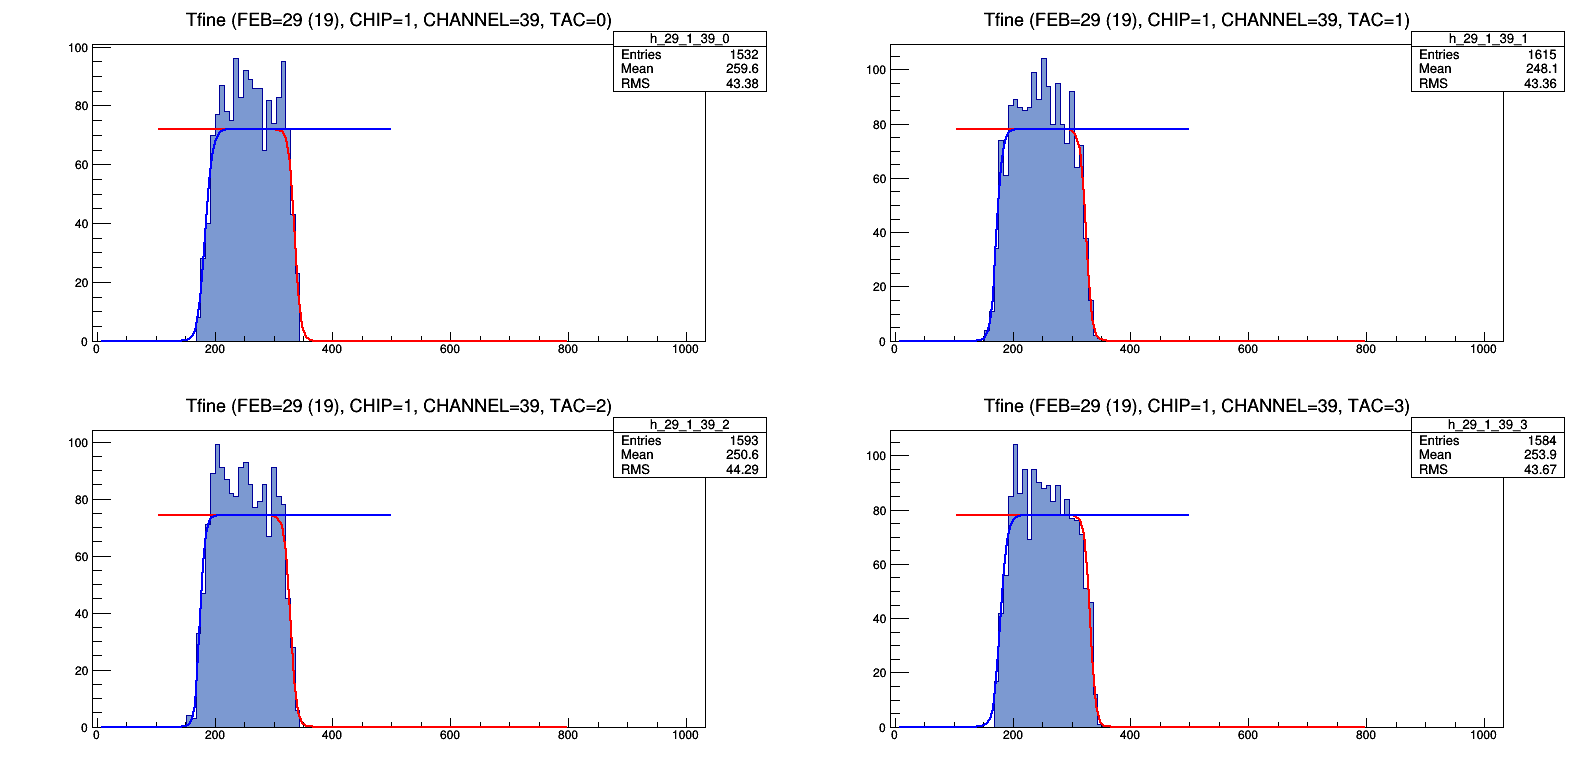 Tfine (FEB=29 (19), CHIP=1, CHANNEL=39, TAC=0)
h_29_1_39_0
Entries 1532
Mean 259.6
RMS 43.38
100
80
60
40
20
0
0 200 400 600 800 1000
Tfine (FEB=29 (19), CHIP=1, CHANNEL=39, TAC=1)
h_29_1_39_1
Entries 1615
Mean 248.1
RMS 43.36
100
80
60
40
20
0
0 200 400 600 800 1000
Tfine (FEB=29 (19), CHIP=1, CHANNEL=39, TAC=2)
h_29_1_39_2
Entries 1593
Mean 250.6
RMS 44.29
100
80
60
40
20
0
0 200 400 600 800 1000
Tfine (FEB=29 (19), CHIP=1, CHANNEL=39, TAC=3)
h_29_1_39_3
Entries 1584
Mean 253.9
RMS 43.67
100
80
60
40
20
0
0 200 400 600 800 1000